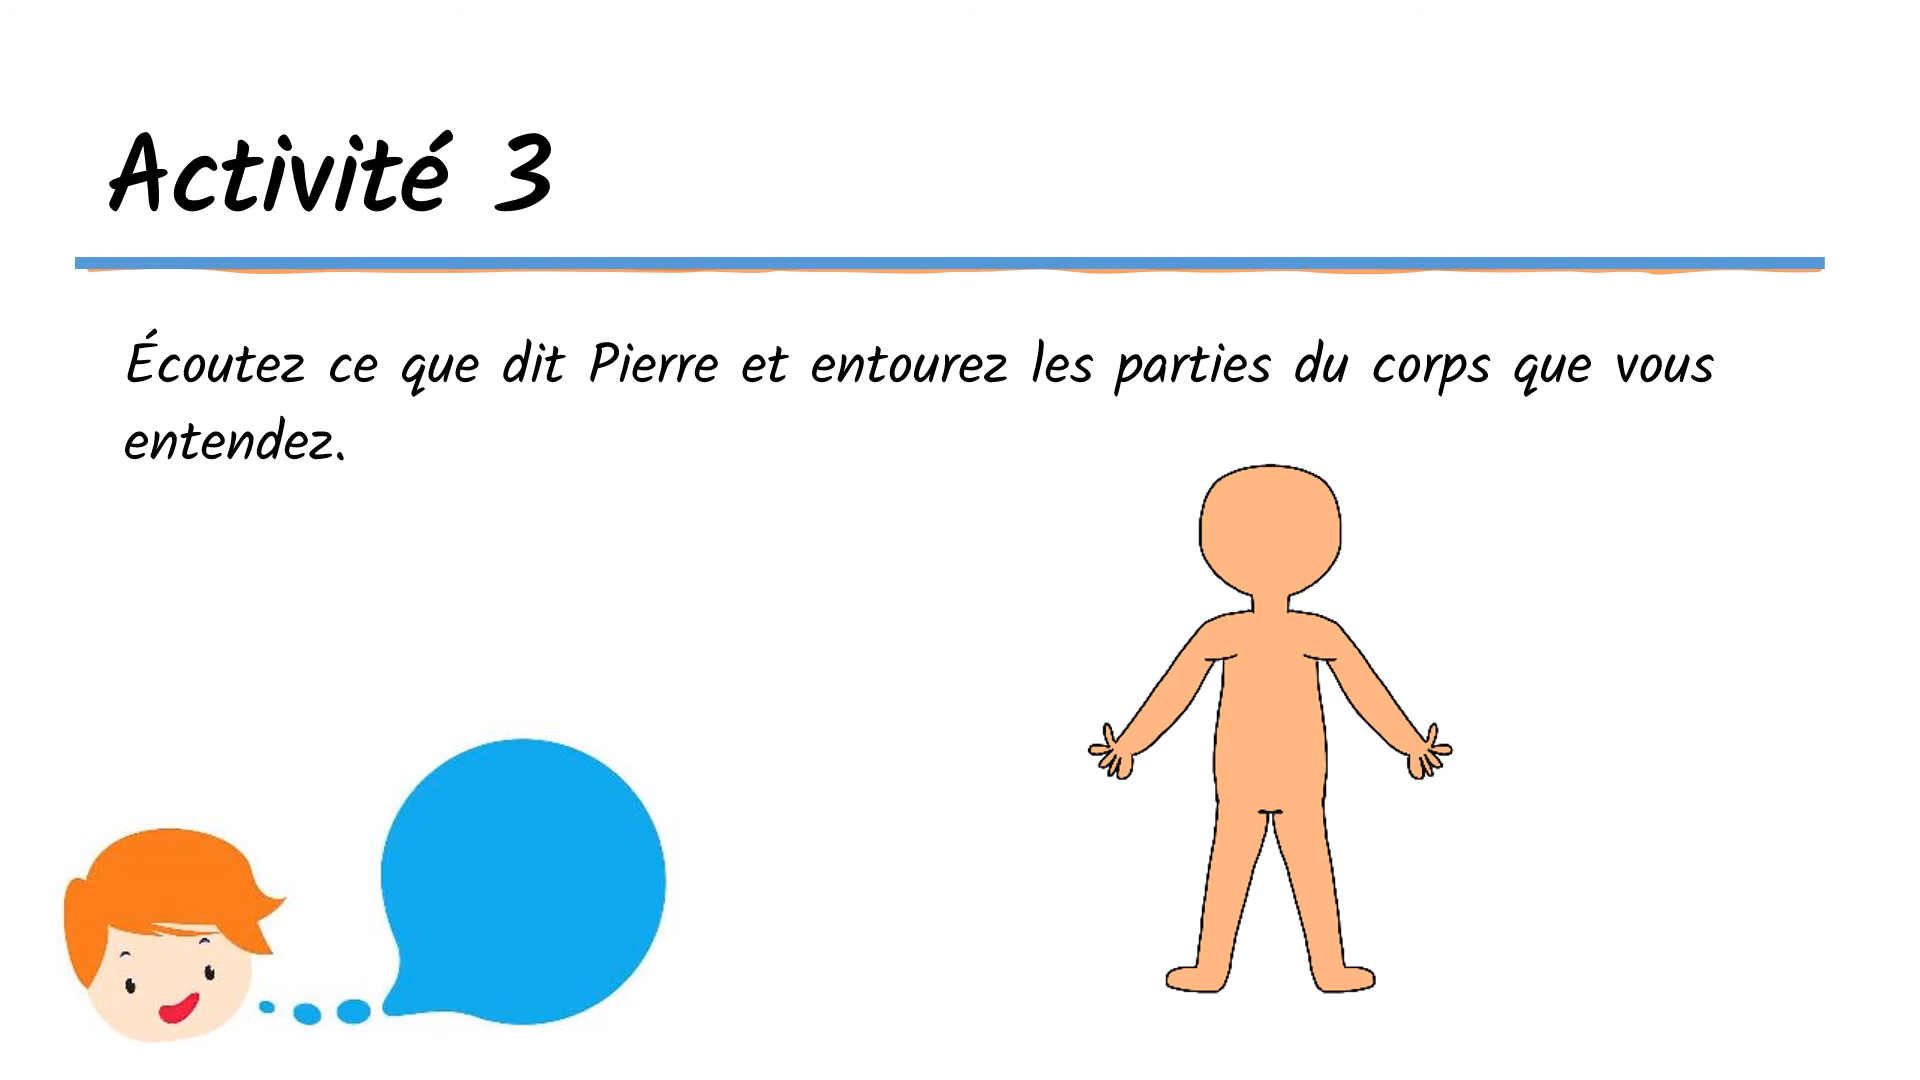 Activité 3
Écoutez ce que dit Pierre et entourez les parties du corps que vous
entendez.